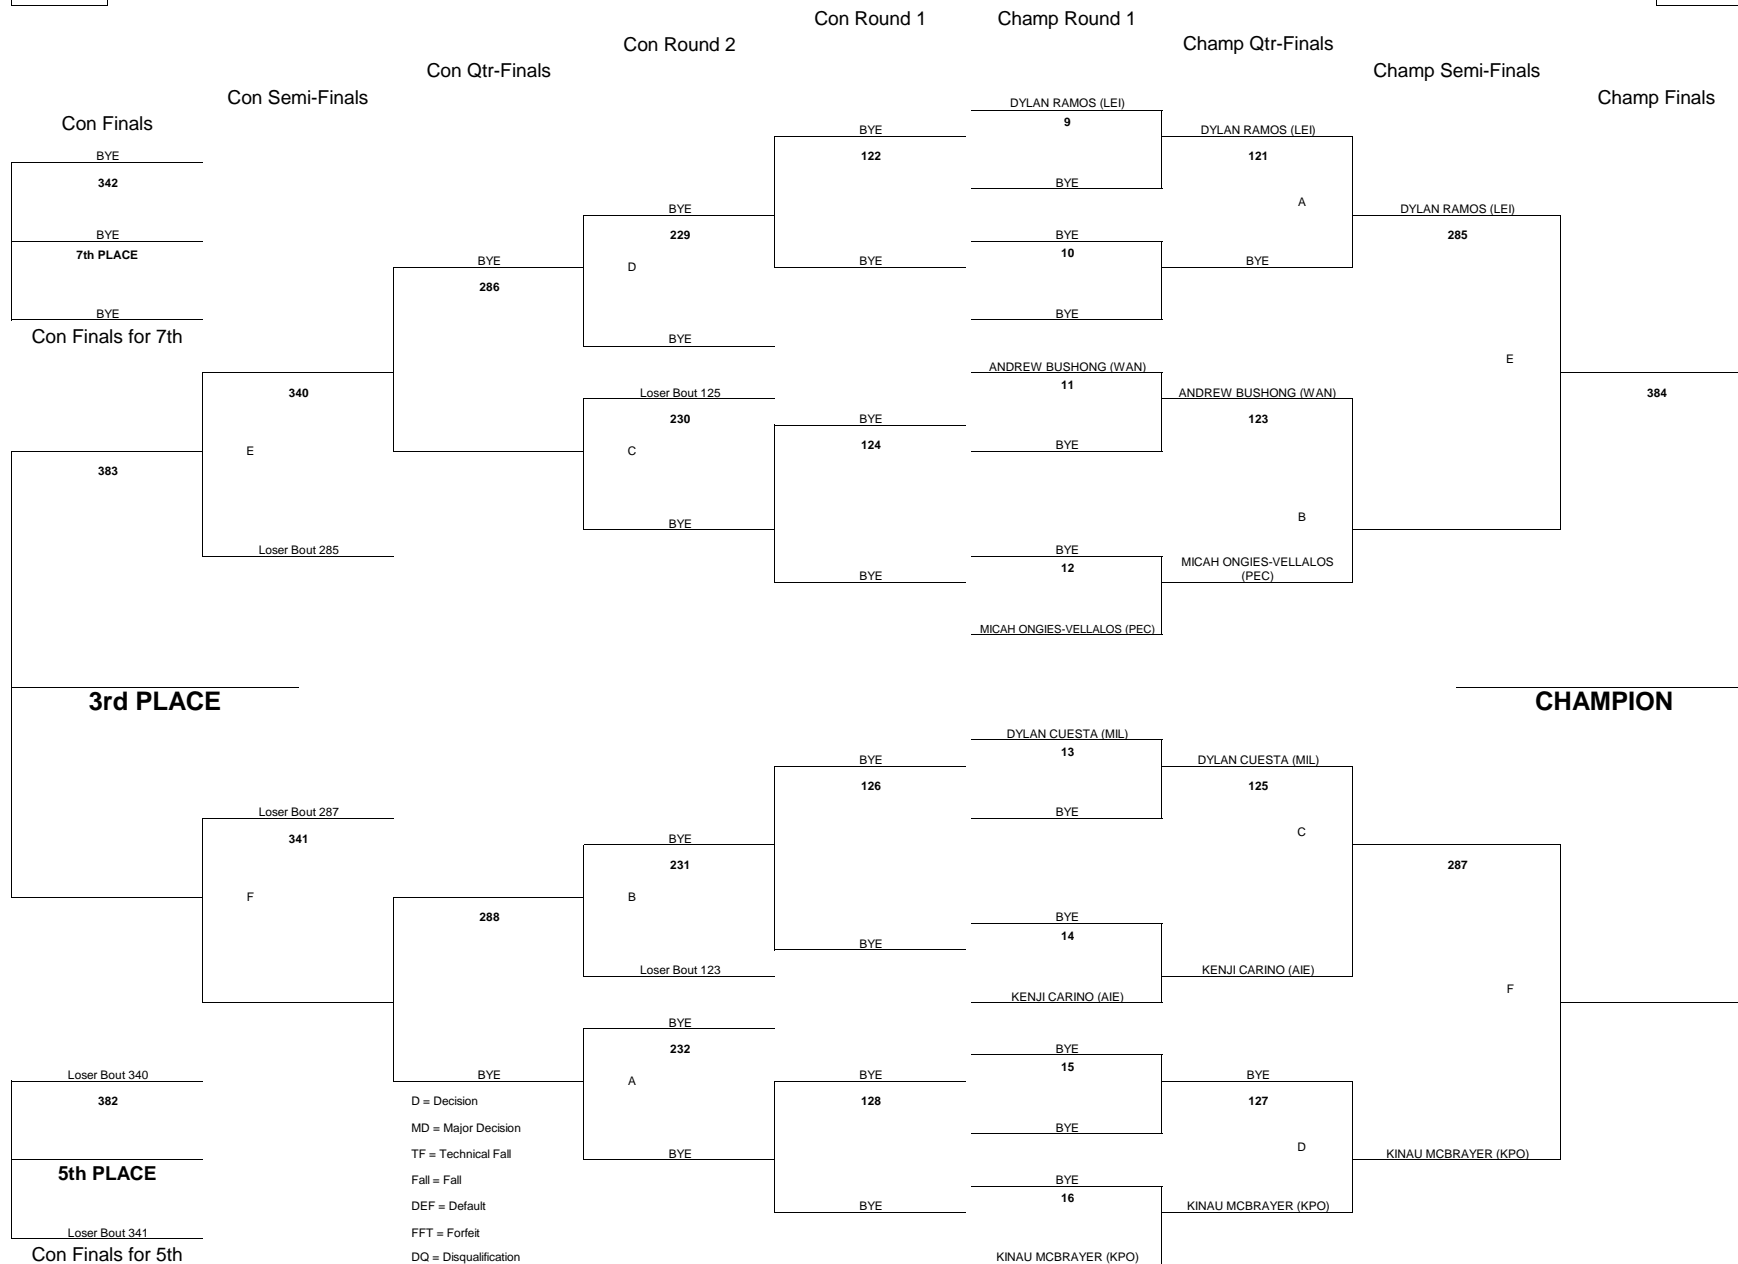 Con Round 1
Champ Round 1
Con Round 2
Champ Qtr-Finals
Con Qtr-Finals
Champ Semi-Finals
Con Semi-Finals
Champ Finals
Con Finals
DYLAN RAMOS (LEI)
9
BYE
DYLAN RAMOS (LEI)
BYE
122
121
342
BYE
A
BYE
DYLAN RAMOS (LEI)
BYE
229
BYE
285
7th PLACE
10
BYE
D
BYE
BYE
286
BYE
BYE
Con Finals for 7th
BYE
E
ANDREW BUSHONG (WAN)
11
340
Loser Bout 125
ANDREW BUSHONG (WAN)
384
230
BYE
123
124
BYE
E
C
383
B
BYE
Loser Bout 285
BYE
12
MICAH ONGIES-VELLALOS
(PEC)
BYE
MICAH ONGIES-VELLALOS (PEC)
3rd PLACE
CHAMPION
DYLAN CUESTA (MIL)
13
BYE
DYLAN CUESTA (MIL)
126
125
Loser Bout 287
BYE
C
341
BYE
231
287
F
B
288
BYE
14
BYE
Loser Bout 123
KENJI CARINO (AIE)
F
KENJI CARINO (AIE)
BYE
232
BYE
15
Loser Bout 340
BYE
A
BYE
BYE
382
D = Decision
128
127
MD = Major Decision
BYE
D
TF = Technical Fall
BYE
KINAU MCBRAYER (KPO)
5th PLACE
Fall = Fall
BYE
16
DEF = Default
BYE
KINAU MCBRAYER (KPO)
Loser Bout 341
FFT = Forfeit
Con Finals for 5th
DQ = Disqualification
KINAU MCBRAYER (KPO)